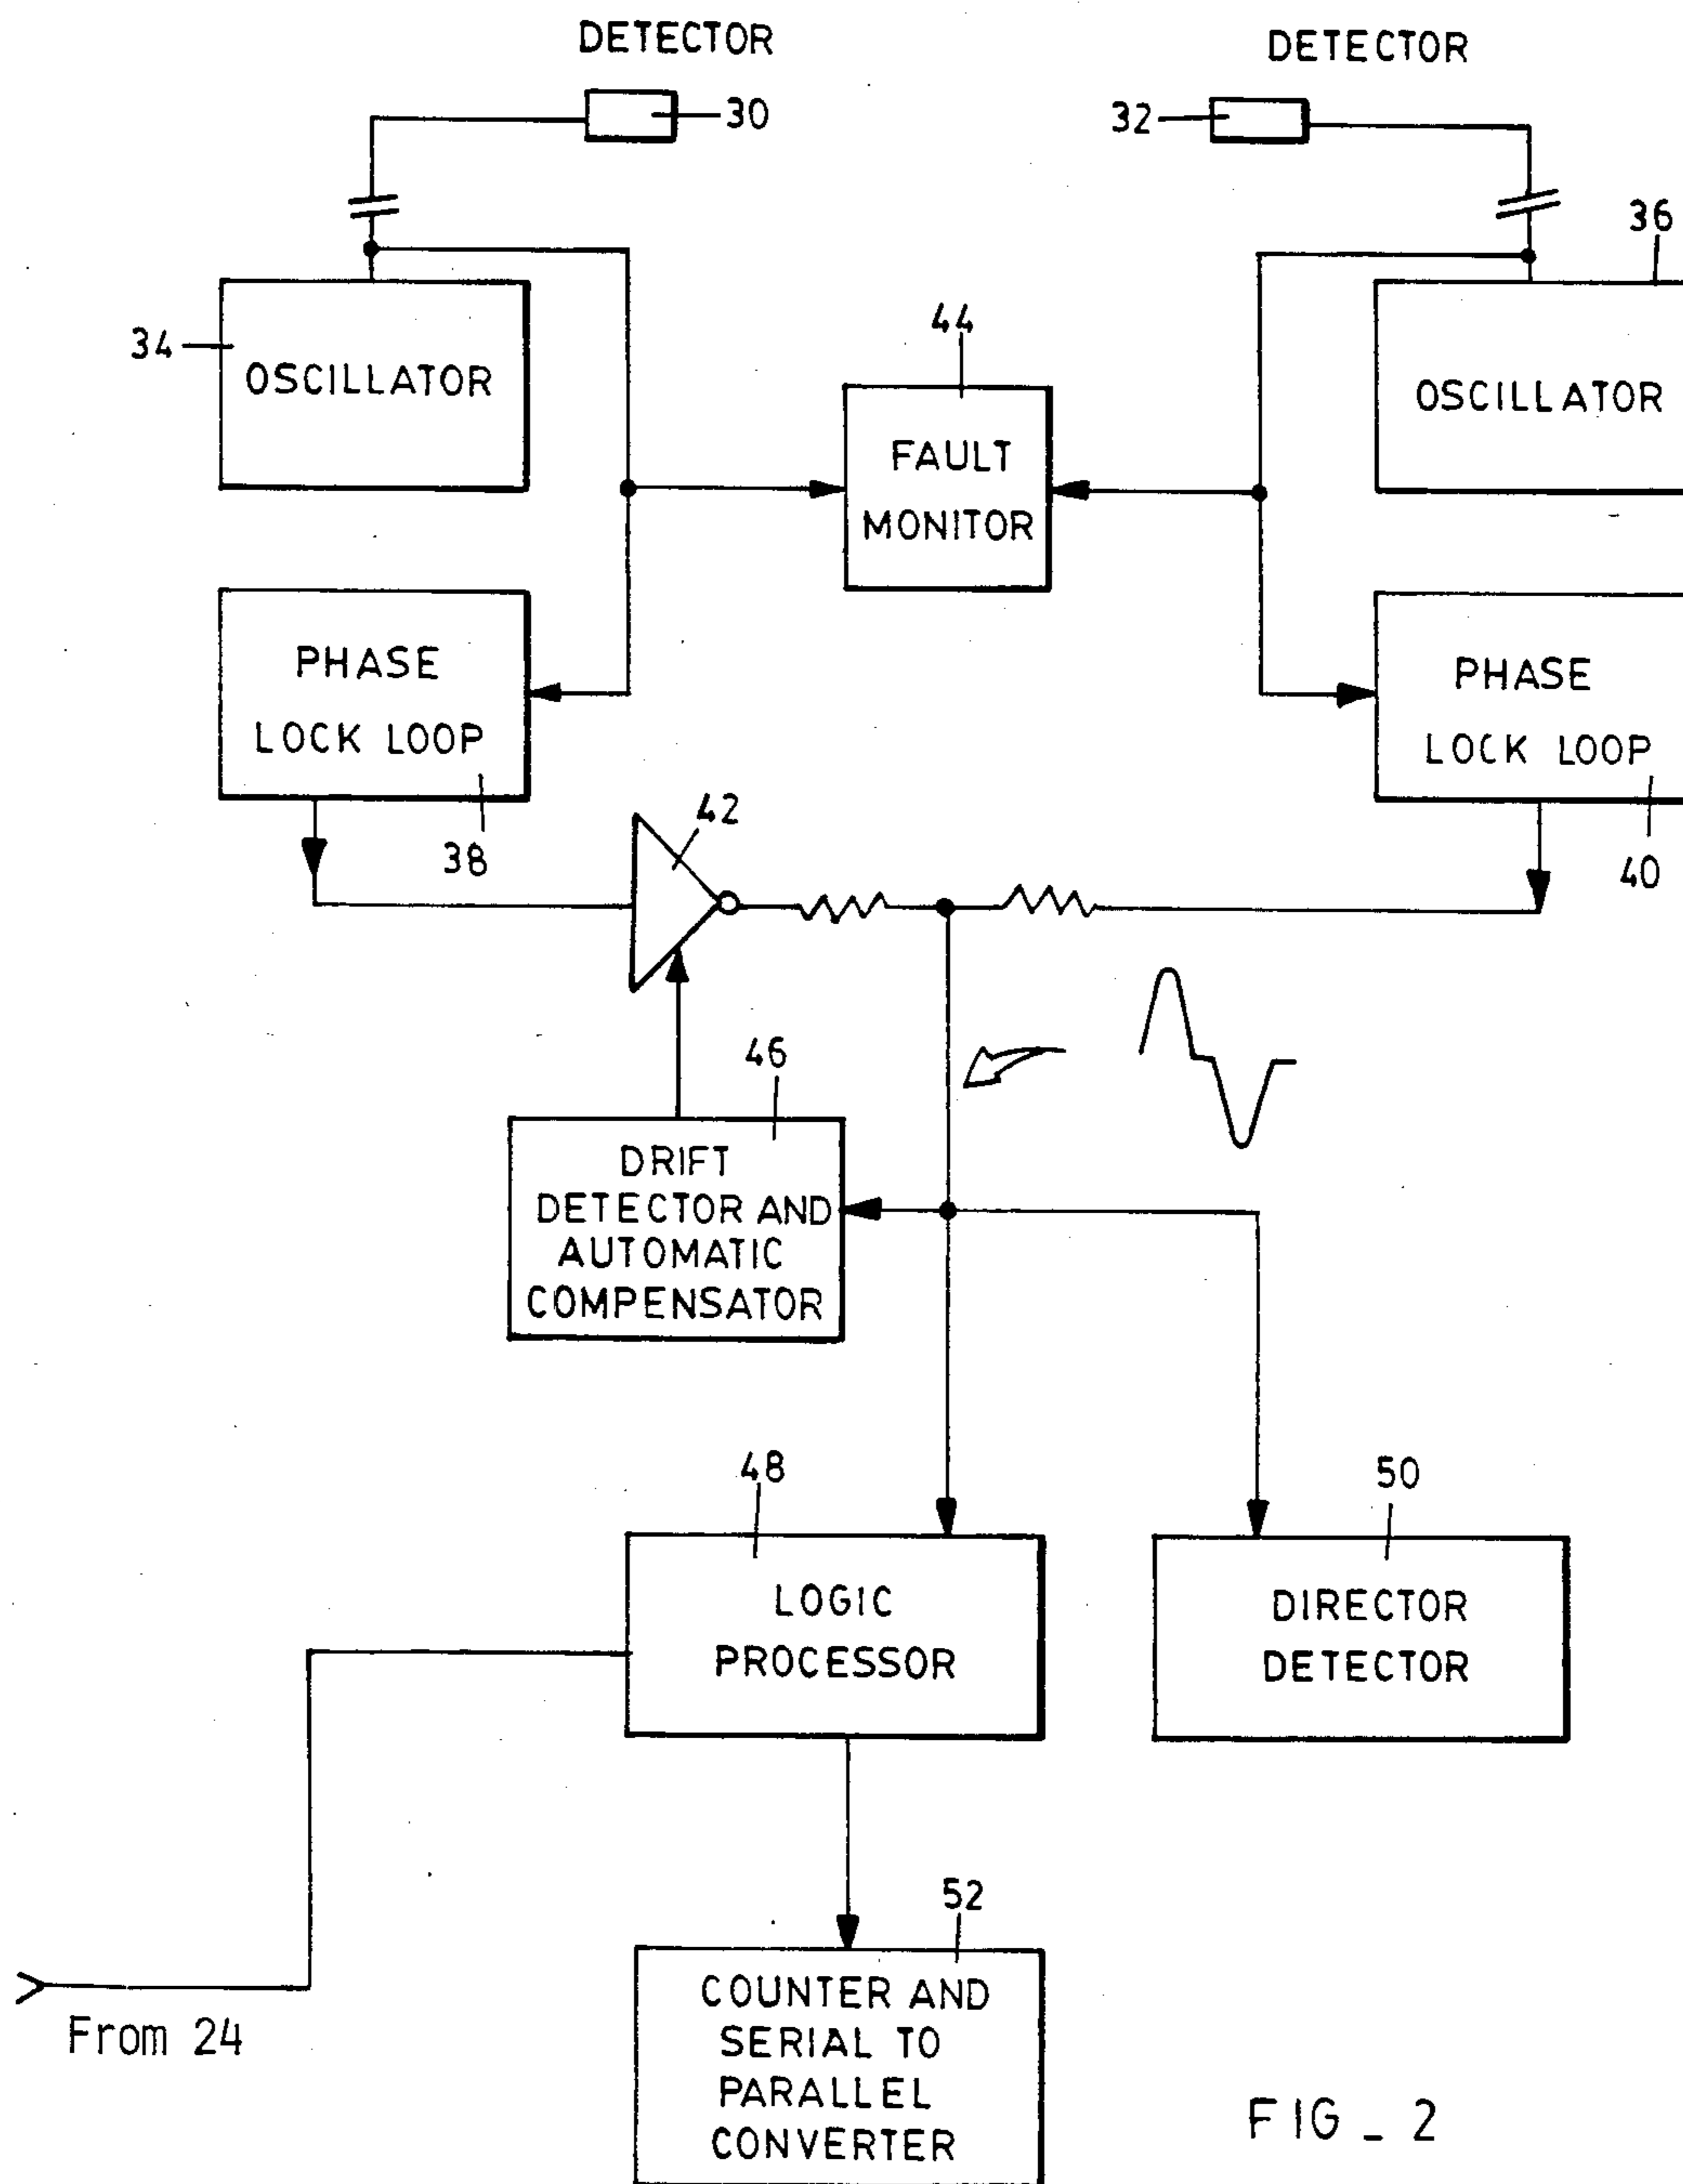 DETECTOR
DETECTOR
30
32
36
34
OSCILLATOR
44
OSCILLATOR
FAULT
MONITOR
PHASE
LOCK LOOP
38
PHASE
LOCK LOOP
40
42
46
DRIFT
DETECTOR AND
AUTOMATIC
COMPENSATOR
48
50
LOGIC
PROCESSOR
DIRECTOR
DETECTOR
52
From 24
COUNTER AND
SERIAL TO
PARALLEL
CONVERTER
FIG_2